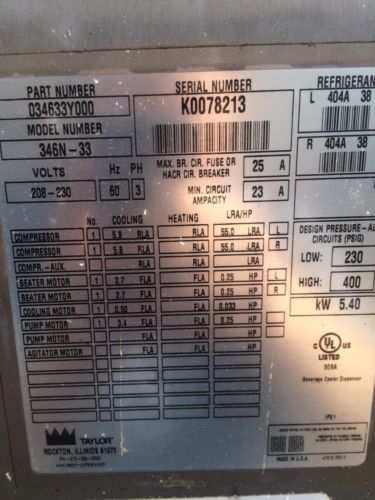 PART NUMBER
034633Y000
MODEL NUMBER
346N-33
SERIAL NUMBER
K0078213
REFRIGERAN
L 404A 38
R 404A 38
VOLTS Hz PH
208-230 60 3
MAX. BR. CIR. FUSE OR
HACR CIR. BREAKER 25 A
MIN. CIRCUIT
AMPACITY 23 A
No. COOLING HEATING LRA/HP
COMPRESSOR 1 5.8 RLA RLA 55.0 LRA L
COMPRESSOR 1 5.8 RLA RLA 55.0 LRA R
COMPR-AUX. RLA RLA LRA
BEATER MOTOR 1 2.7 FLA FLA 0.25 HP L
BEATER MOTOR 1 2.7 FLA FLA 0.25 HP R
COOLING MOTOR 1 0.50 FLA FLA 0.033 HP
PUMP MOTOR 1 3.4 FLA FLA 0.25 HP
PUMP MOTOR FLA FLA HP
AGITATOR MOTOR FLA FLA HP
DESIGN PRESSURE-AL
CIRCUITS (PSIG)
LOW: 230
HIGH: 400
kW 5.40
C UL US
LISTED
908A
Beverage Cooler Dispenser
TAYLOR
ROCKTON, ILLINOIS 61072
www.taylor-company.com
MADE IN U.S.A.